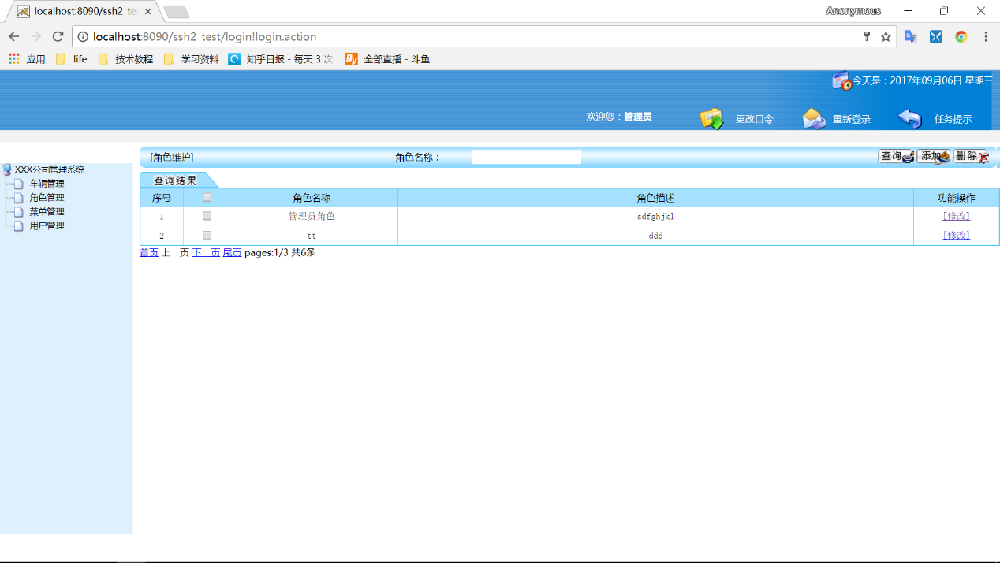 localhost:8090/ssh2_te
Anonymous
localhost:8090/ssh2_test/login!login.action
应用 life 技术教程 学习资料 知乎日报 - 每天 3 次 Dy 全部直播 - 斗鱼
今天是：2017年09月06日 星期三
欢迎您：管理员 更改口令 重新登录 任务提示
XXX公司管理系统
车辆管理
角色管理
菜单管理
用户管理
[角色维护] 角色名称： 查询 添加 删除
查询结果
序号 角色名称 角色描述 功能操作
1 管理员角色 sdfghjkl [修改]
2 tt ddd [修改]
首页 上一页 下一页 尾页 pages:1/3 共6条